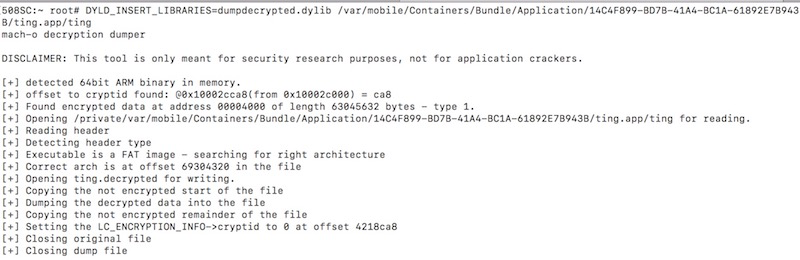 508SC:~ root# DYLD_INSERT_LIBRARIES=dumpdecrypted.dylib /var/mobile/Containers/Bundle/Application/14C4F899-BD7B-41A4-BC1A-61892E7B943
B/ting.app/ting
mach-o decryption dumper

DISCLAIMER: This tool is only meant for security research purposes, not for application crackers.

[+] detected 64bit ARM binary in memory.
[+] offset to cryptid found: @0x10002cca8(from 0x10002c000) = ca8
[+] Found encrypted data at address 00004000 of length 63045632 bytes - type 1.
[+] Opening /private/var/mobile/Containers/Bundle/Application/14C4F899-BD7B-41A4-BC1A-61892E7B943B/ting.app/ting for reading.
[+] Reading header
[+] Detecting header type
[+] Executable is a FAT image - searching for right architecture
[+] Correct arch is at offset 69304320 in the file
[+] Opening ting.decrypted for writing.
[+] Copying the not encrypted start of the file
[+] Dumping the decrypted data into the file
[+] Copying the not encrypted remainder of the file
[+] Setting the LC_ENCRYPTION_INFO->cryptid to 0 at offset 4218ca8
[+] Closing original file
[+] Closing dump file